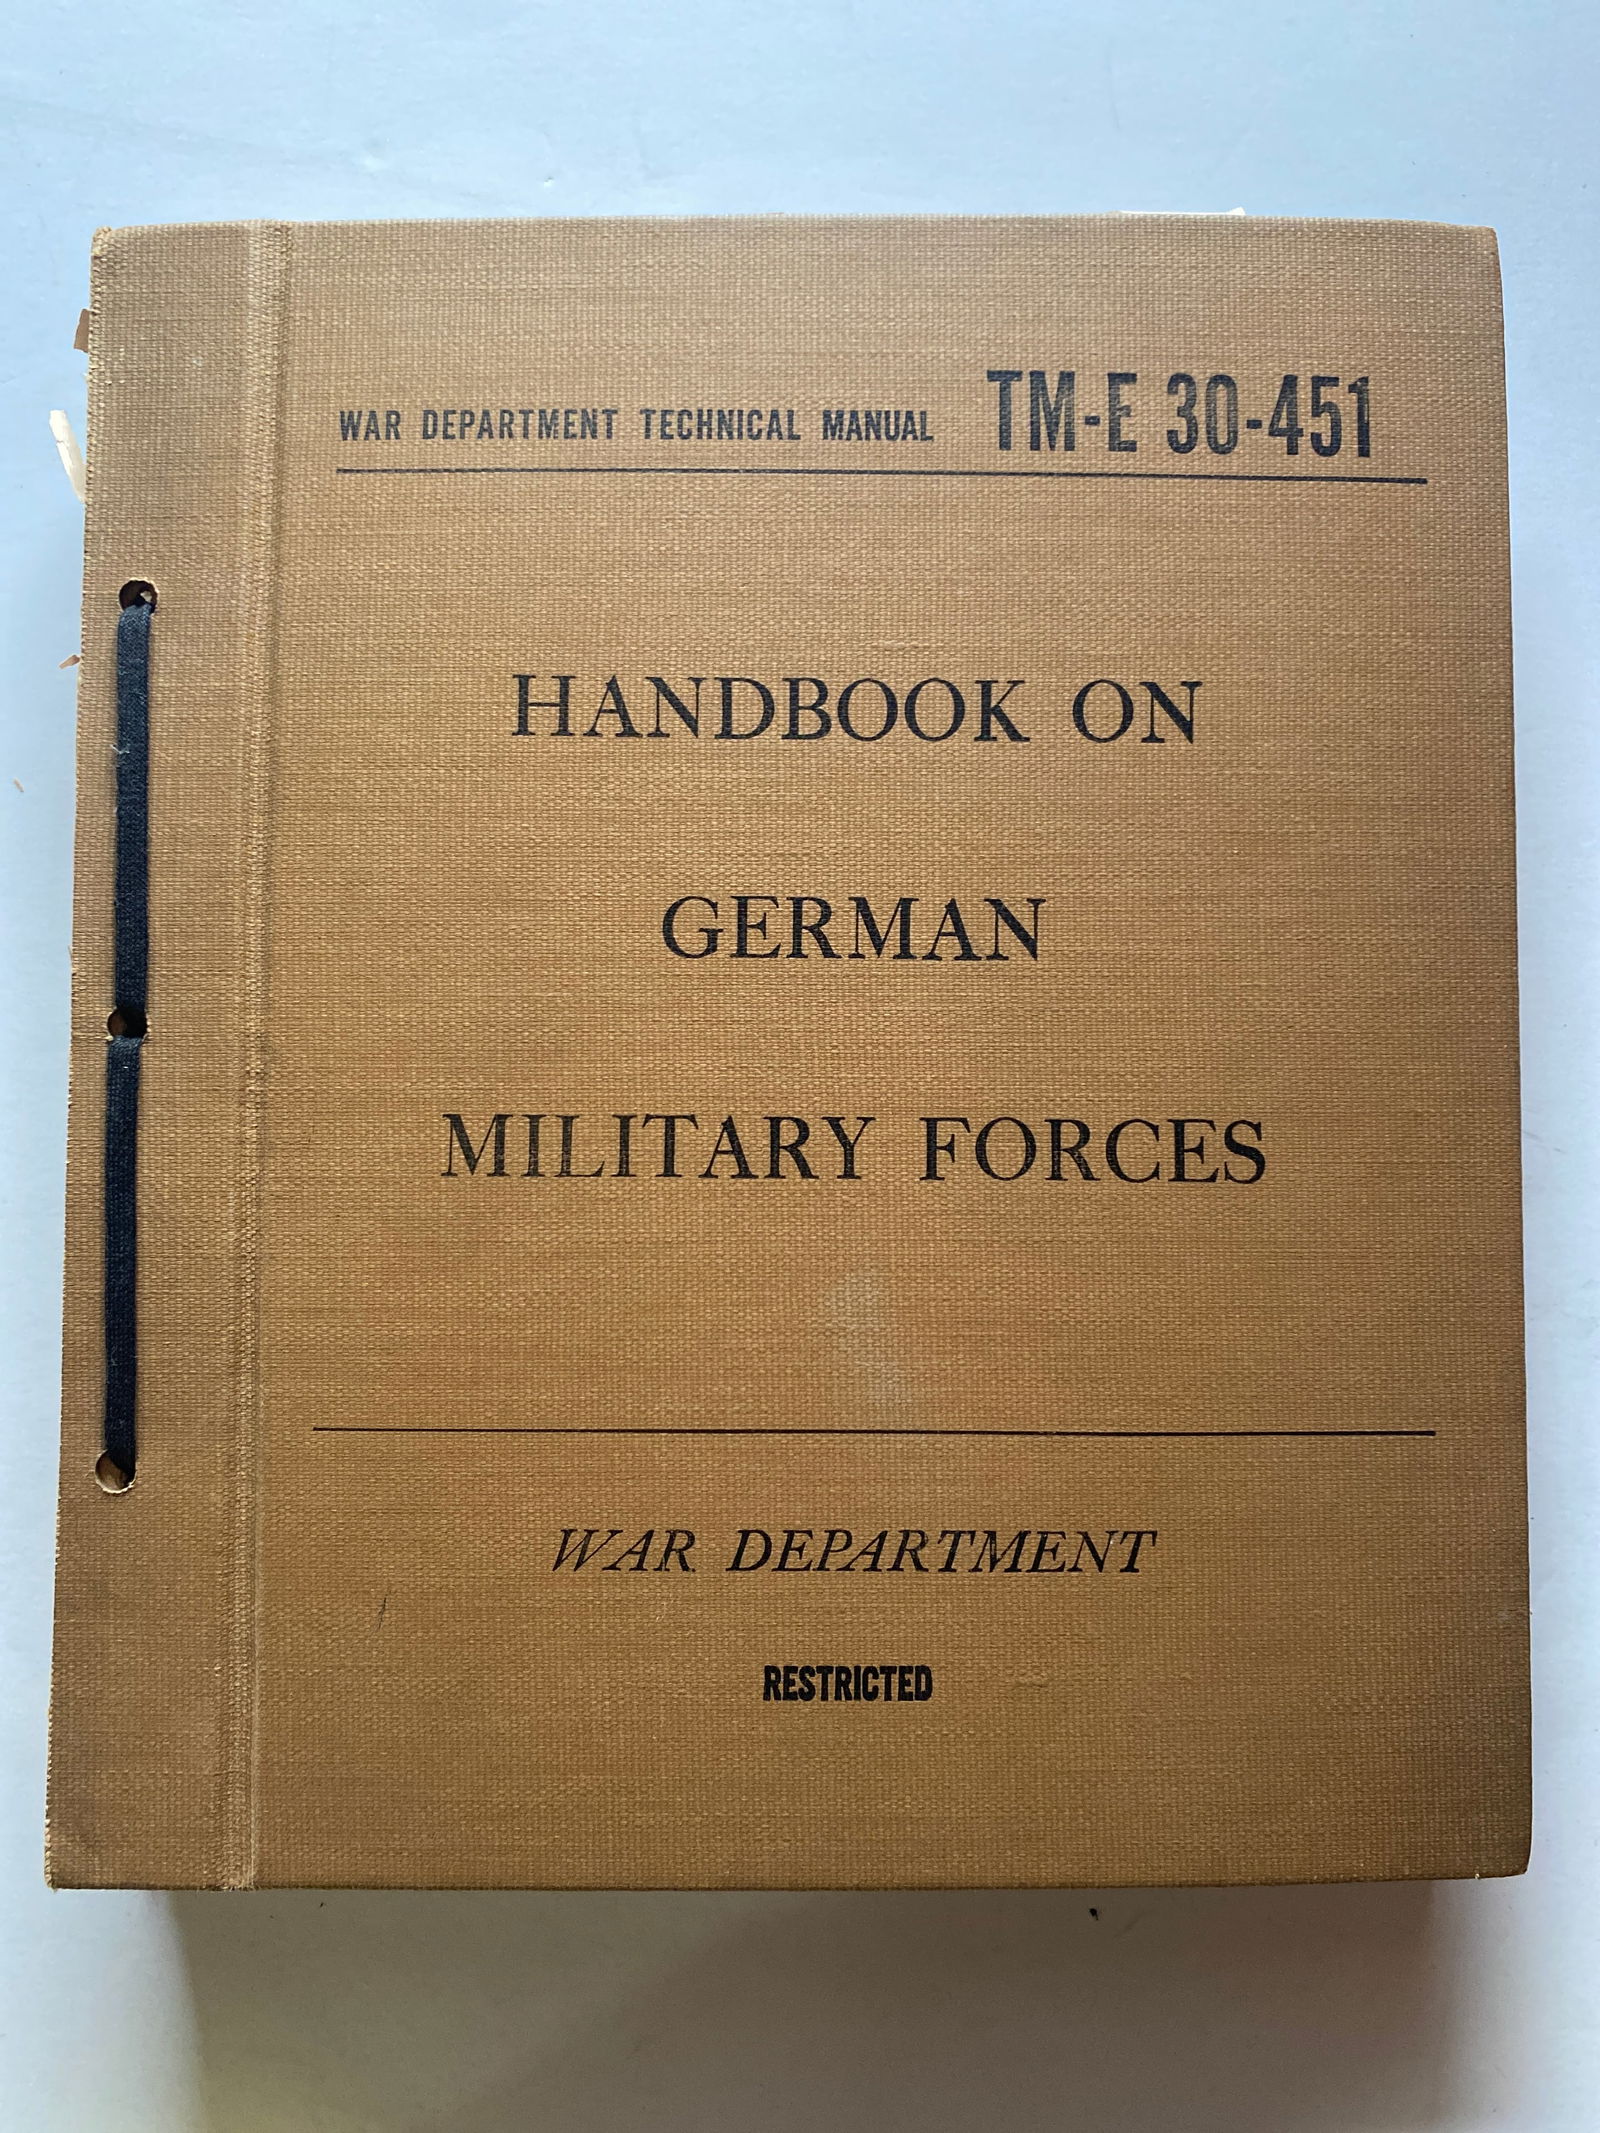 WAR DEPARTMENT TECHNICAL MANUAL TM-E 30-451
HANDBOOK ON
GERMAN
MILITARY FORCES
WAR DEPARTMENT
RESTRICTED